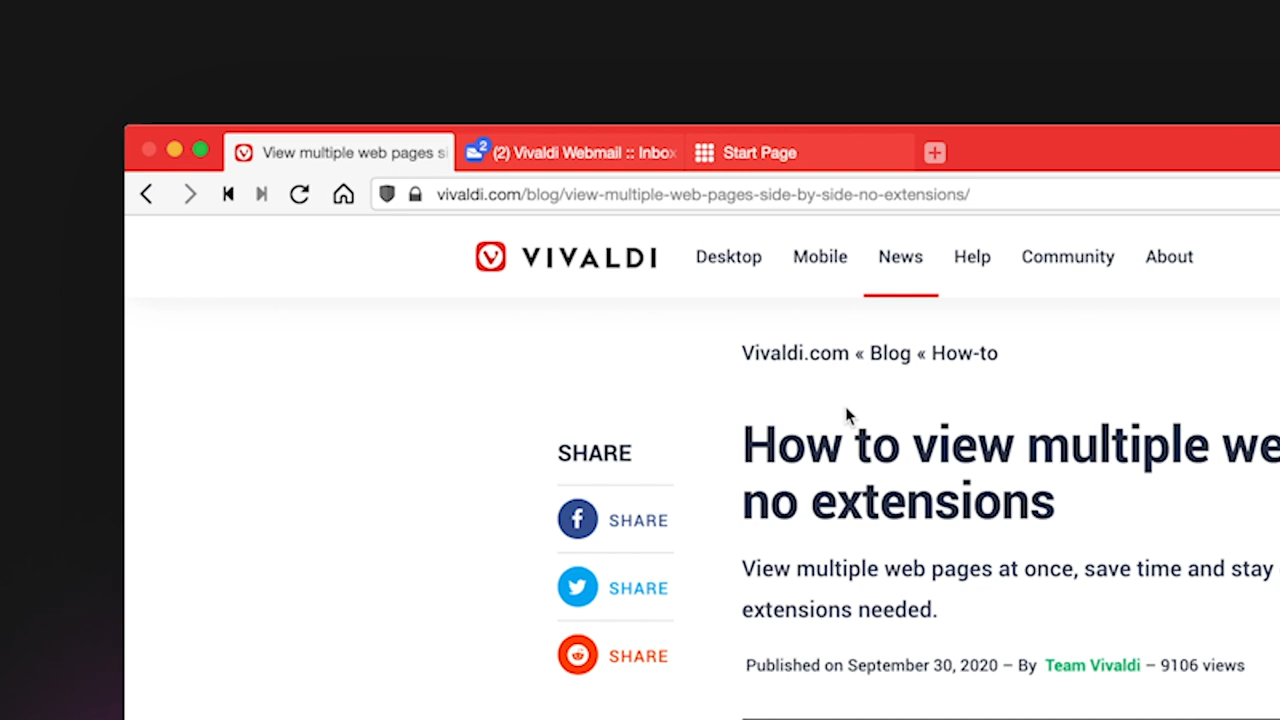 View multiple web pages si
2
(2) Vivaldi Webmail :: Inbox
Start Page
vivaldi.com/blog/view-multiple-web-pages-side-by-side-no-extensions/
VIVALDI
Desktop
Mobile
News
Help
Community
About
Vivaldi.com « Blog « How-to
How to view multiple we
no extensions
View multiple web pages at once, save time and stay
extensions needed.
Published on September 30, 2020 – By Team Vivaldi – 9106 views
SHARE
SHARE
SHARE
SHARE